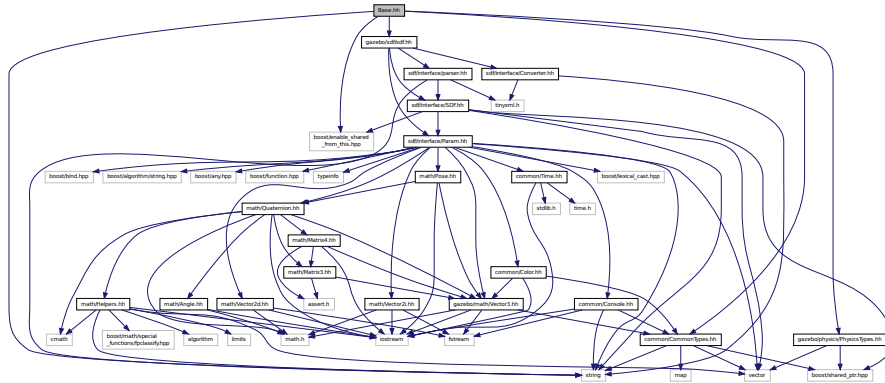 Base.hh
gazebo/sdf/sdf.hh
sdf/interface/parser.hh
sdf/interface/Converter.hh
sdf/interface/SDF.hh
tinyxml.h
boost/enable_shared
_from_this.hpp
sdf/interface/Param.hh
boost/bind.hpp
boost/algorithm/string.hpp
boost/any.hpp
boost/function.hpp
typeinfo
math/Pose.hh
common/Time.hh
boost/lexical_cast.hpp
math/Quaternion.hh
stdlib.h
time.h
math/Matrix4.hh
math/Matrix3.hh
common/Color.hh
assert.h
math/Helpers.hh
math/Angle.hh
math/Vector2d.hh
math/Vector2i.hh
gazebo/math/Vector3.hh
common/Console.hh
cmath
boost/math/special
_functions/fpclassify.hpp
algorithm
limits
math.h
iostream
fstream
common/CommonTypes.hh
gazebo/physics/PhysicsTypes.hh
string
map
vector
boost/shared_ptr.hpp